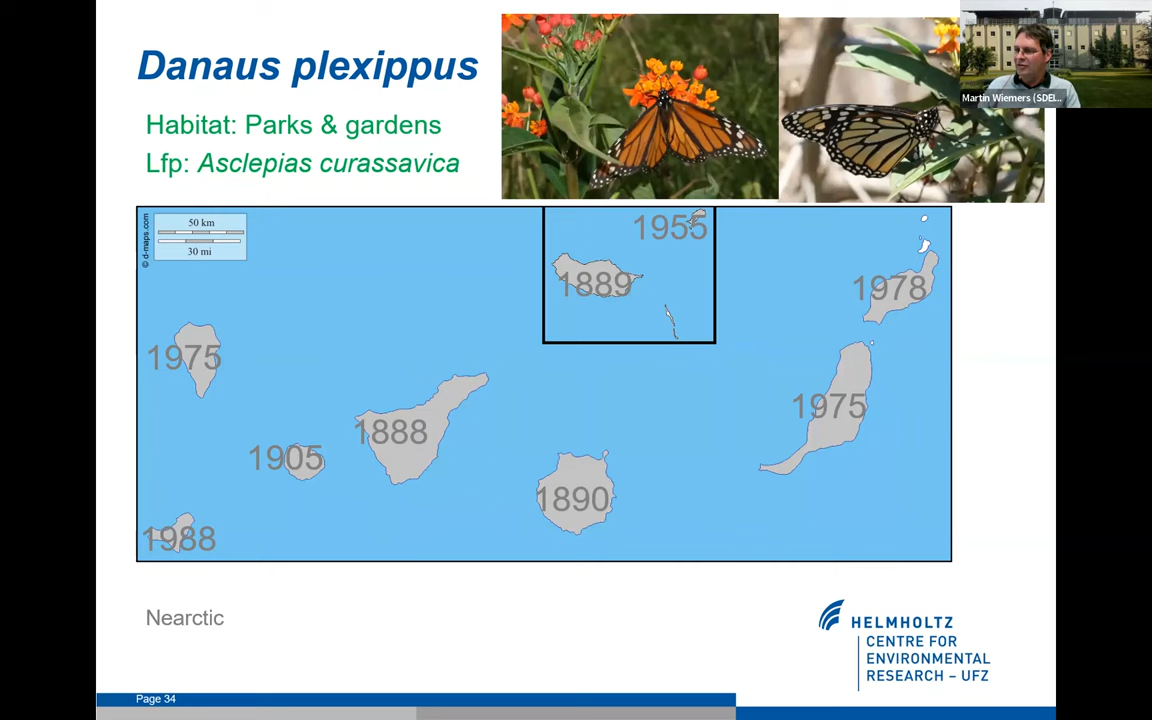 Danaus plexippus
Habitat: Parks & gardens
Lfp: Asclepias curassavica
Martin Wiemers (SDEI...
© d-maps.com
50 km
30 mi
1955
1889
1978
1975
1975
1888
1905
1890
1988
Nearctic
HELMHOLTZ
CENTRE FOR
ENVIRONMENTAL
RESEARCH – UFZ
Page 34